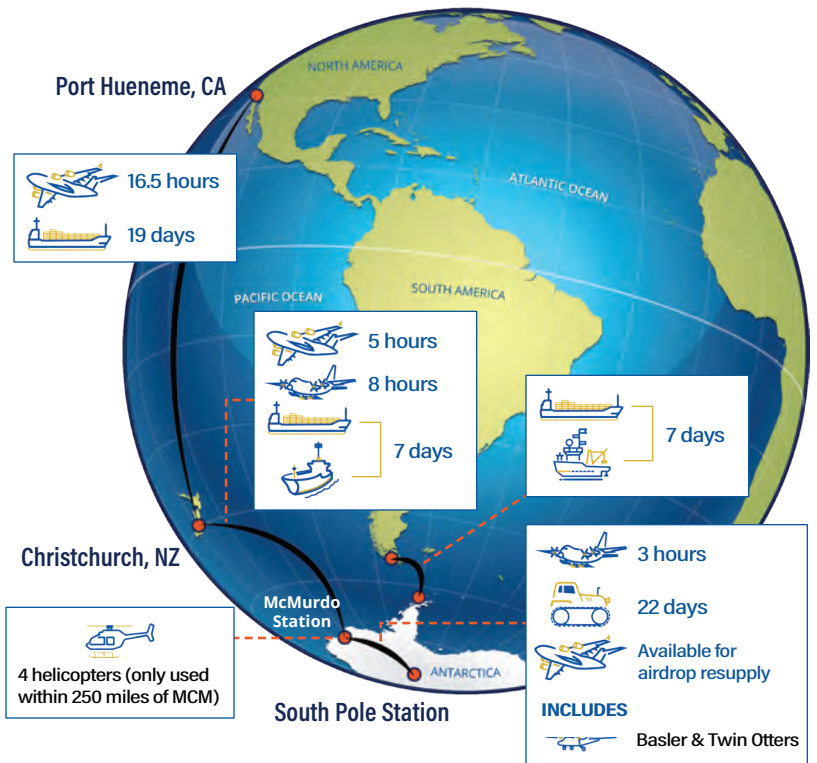 NORTH AMERICA
Port Hueneme, CA
16.5 hours
19 days
ATLANTIC OCEAN
PACIFIC OCEAN
SOUTH AMERICA
5 hours
8 hours
7 days
7 days
Christchurch, NZ
McMurdo
Station
4 helicopters (only used
within 250 miles of MCM)
ANTARCTICA
South Pole Station
3 hours
22 days
Available for
airdrop resupply
INCLUDES
Basler & Twin Otters